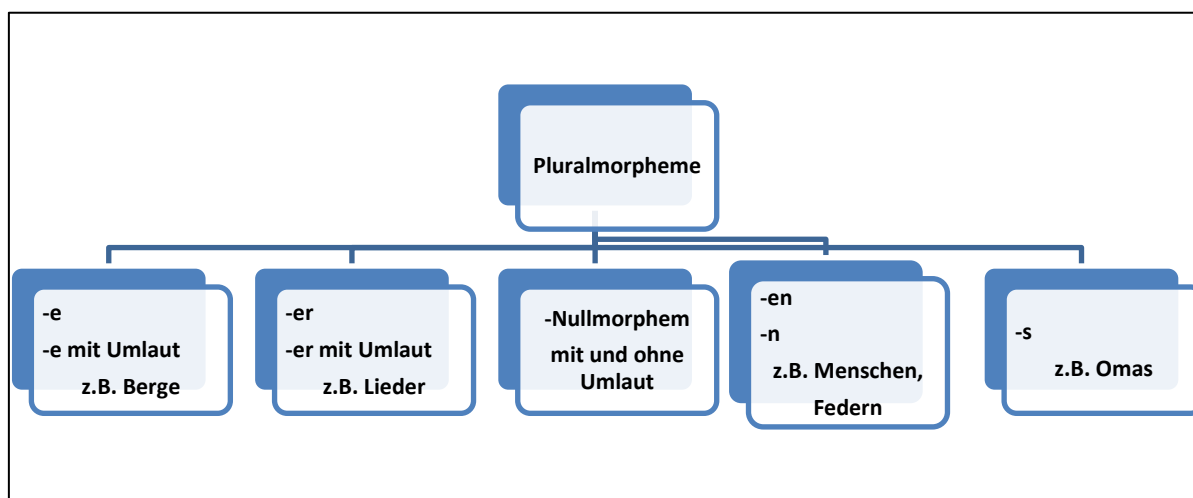 Pluralmorpheme
-e
-e mit Umlaut
z.B. Berge
-er
-er mit Umlaut
z.B. Lieder
-Nullmorphem
mit und ohne
Umlaut
-en
-n
z.B. Menschen,
Federn
-s
z.B. Omas